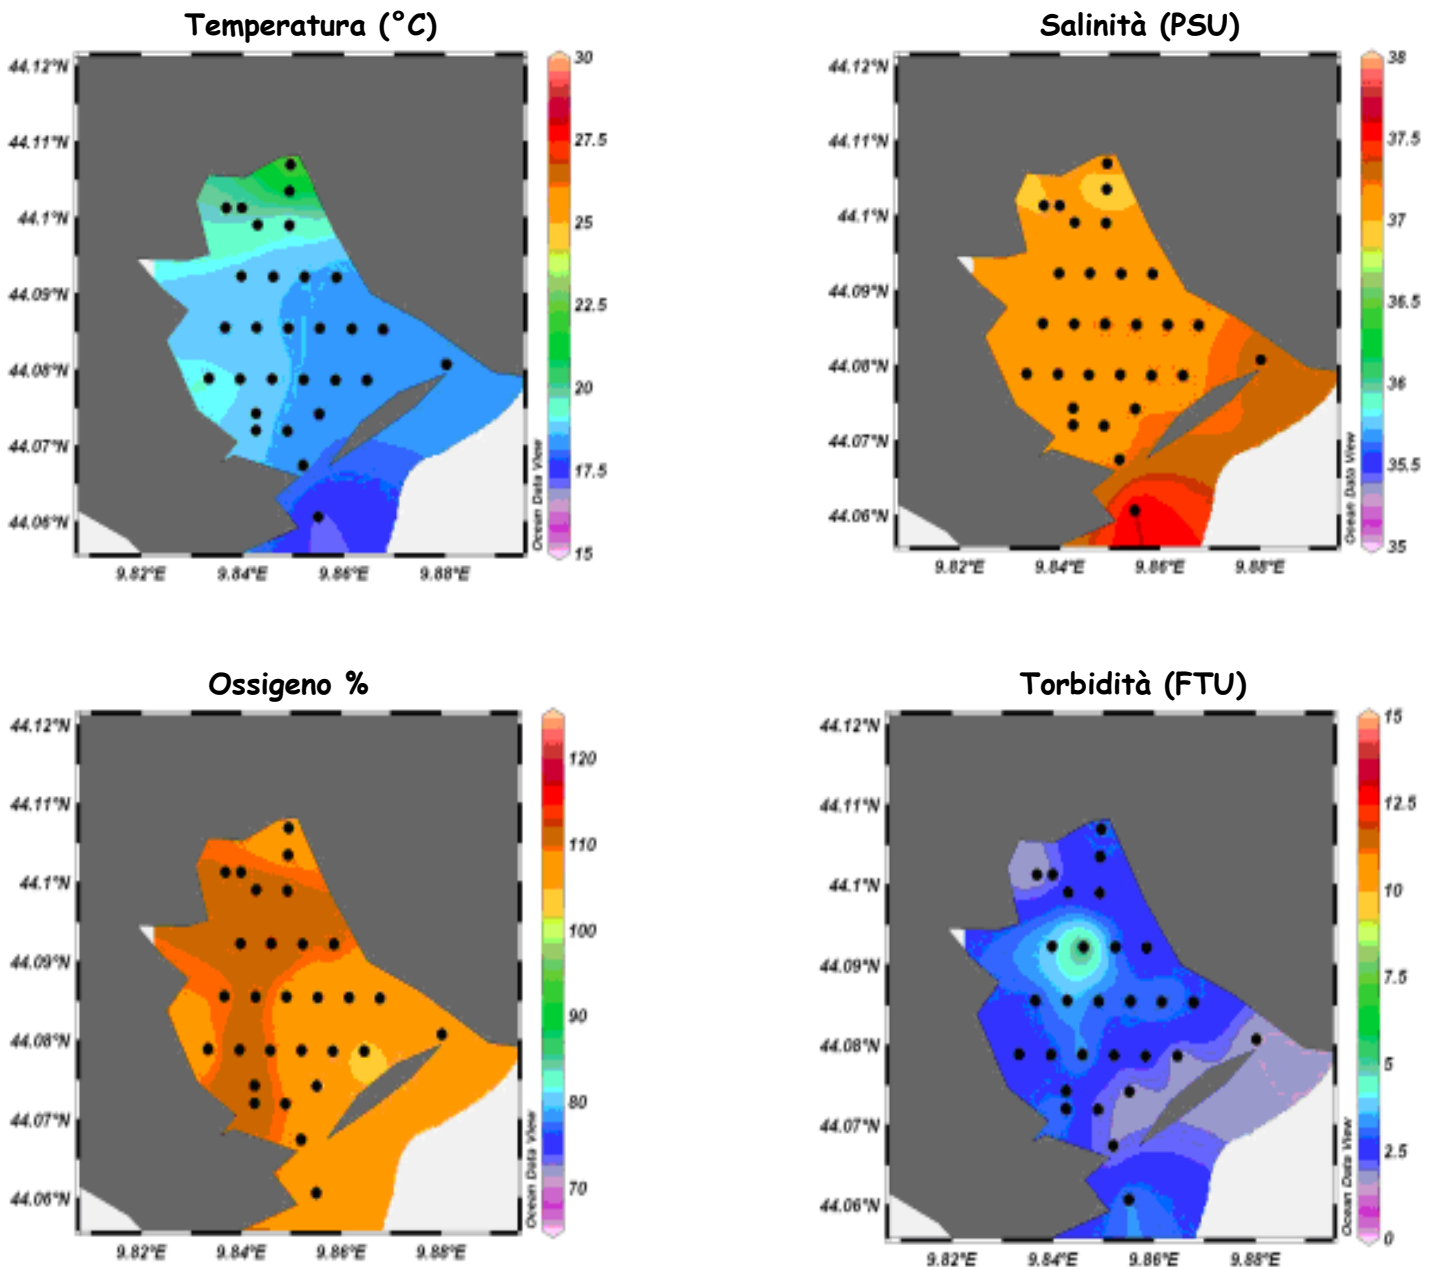 Temperatura (°C)
44.12°N
44.11°N
44.1°N
44.09°N
44.08°N
44.07°N
44.06°N
9.82°E 9.84°E 9.86°E 9.88°E
30
27.5
25
22.5
20
17.5
15
Ocean Data View
Salinità (PSU)
44.12°N
44.11°N
44.1°N
44.09°N
44.08°N
44.07°N
44.06°N
9.82°E 9.84°E 9.86°E 9.88°E
38
37.5
37
36.5
36
35.5
35
Ocean Data View
Ossigeno %
44.12°N
44.11°N
44.1°N
44.09°N
44.08°N
44.07°N
44.06°N
9.82°E 9.84°E 9.86°E 9.88°E
120
110
100
90
80
70
Ocean Data View
Torbidità (FTU)
44.12°N
44.11°N
44.1°N
44.09°N
44.08°N
44.07°N
44.06°N
9.82°E 9.84°E 9.86°E 9.88°E
15
12.5
10
7.5
5
2.5
0
Ocean Data View